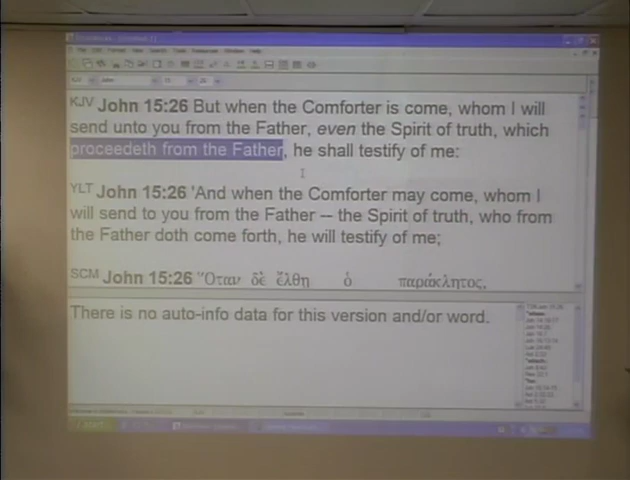 KJV John 15:26 But when the Comforter is come, whom I will
send unto you from the Father, even the Spirit of truth, which
proceedeth from the Father, he shall testify of me:
YLT John 15:26 'And when the Comforter may come, whom I
will send to you from the Father -- the Spirit of truth, who from
the Father doth come forth, he will testify of me;
SCM John 15:26 Ὅταν δὲ ἔλθῃ ὁ παράκλητος,
There is no auto-info data for this version and/or word.